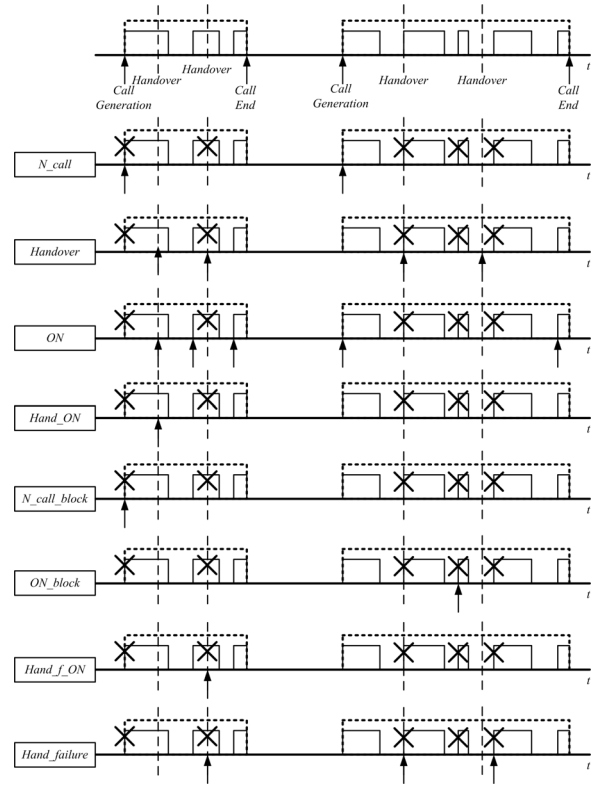 t
Handover
Handover
Handover
Handover
Call
Generation
Call
End
Call
Generation
Call
End
N_call
t
Handover
t
ON
t
Hand_ON
t
N_call_block
t
ON_block
t
Hand_f_ON
t
Hand_failure
t